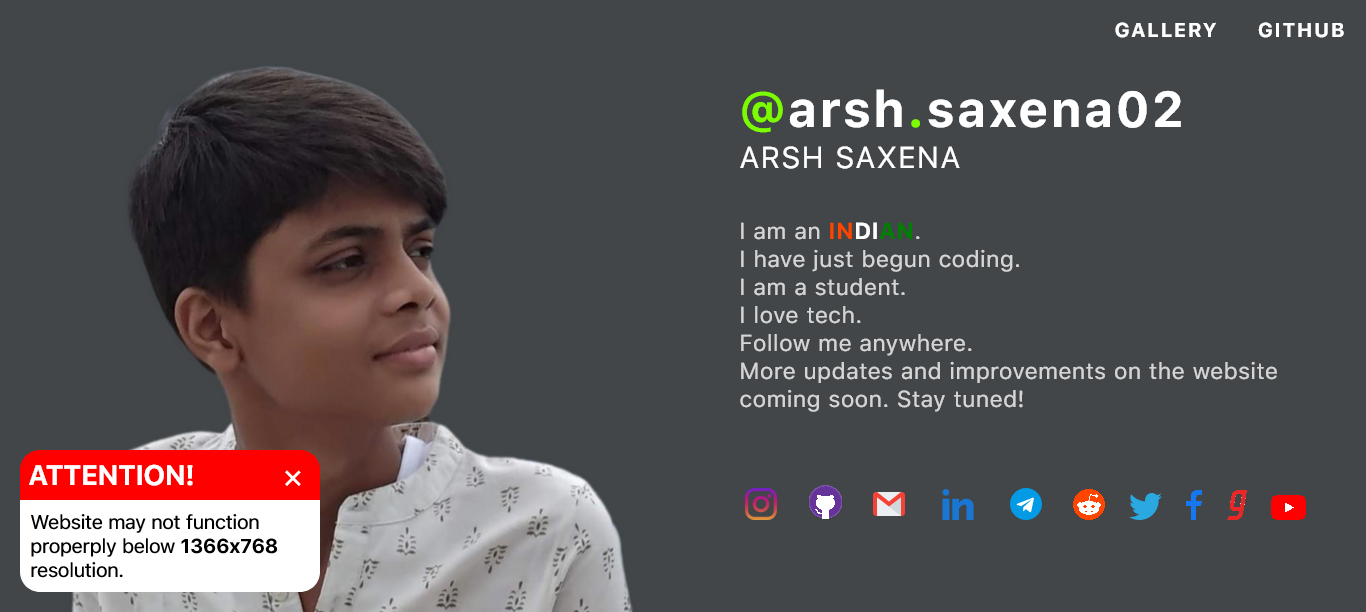 GALLERY GITHUB
@arsh.saxena02
ARSH SAXENA
I am an INDIAN.
I have just begun coding.
I am a student.
I love tech.
Follow me anywhere.
More updates and improvements on the website
coming soon. Stay tuned!
ATTENTION!
Website may not function
properply below 1366x768
resolution.